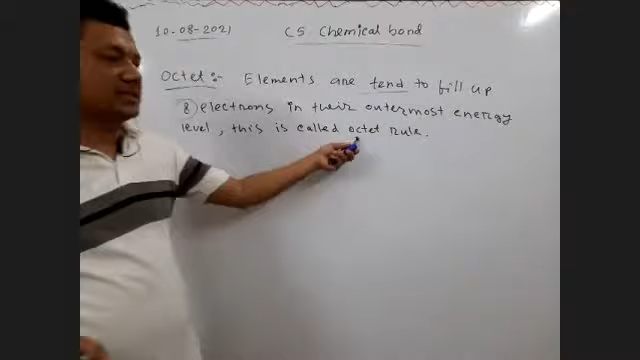 10-08-2021
C5 Chemical bond
Octet:- Elements are tend to fill up
8 electrons in their outermost energy
level, this is called octet rule.